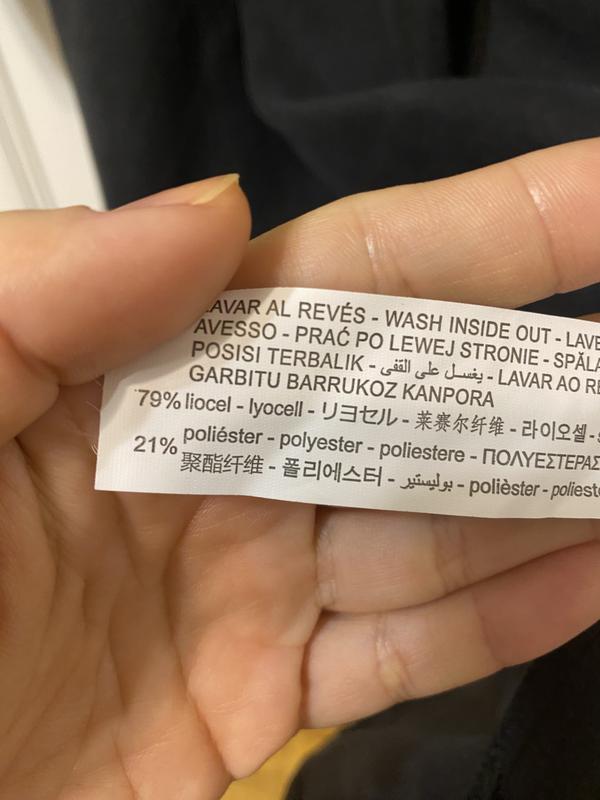 LAVAR AL REVÉS - WASH INSIDE OUT - LAVE
AVESSO - PRAĆ PO LEWEJ STRONIE - SPĂLA
POSISI TERBALIK - يغسل على القفى - LAVAR AO RE
GARBITU BARRUKOZ KANPORA
79% liocel - lyocell - リヨセル - 莱赛尔纤维 - 라이오셀 -
21% poliéster - polyester - poliestere - ΠΟΛΥΕΣΤΕΡΑΣ
聚酯纤维 - 폴리에스터 - بوليستير - polièster - polieste